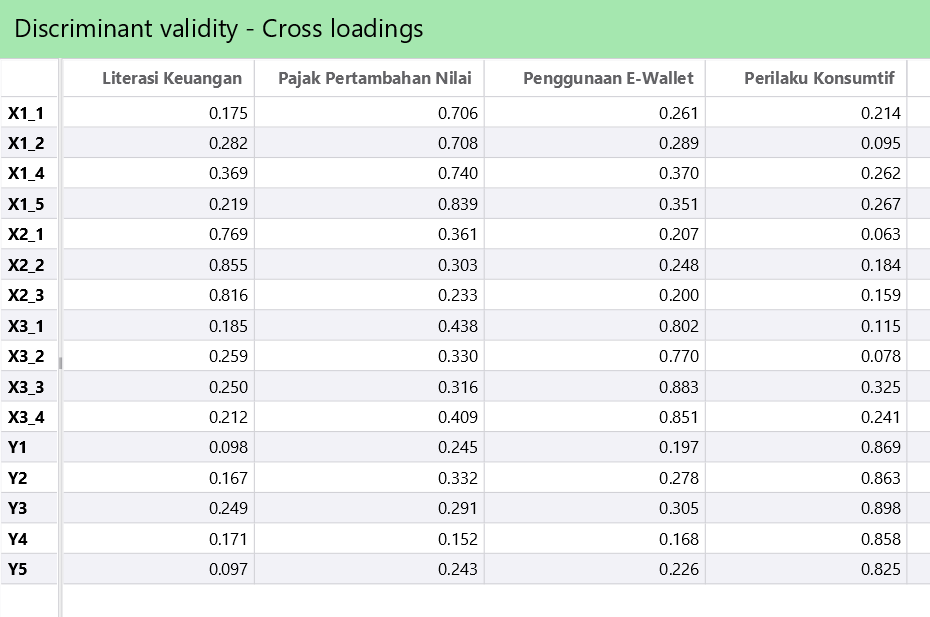 Discriminant validity - Cross loadings
Literasi Keuangan Pajak Pertambahan Nilai Penggunaan E-Wallet Perilaku Konsumtif
X1_1 0.175 0.706 0.261 0.214
X1_2 0.282 0.708 0.289 0.095
X1_4 0.369 0.740 0.370 0.262
X1_5 0.219 0.839 0.351 0.267
X2_1 0.769 0.361 0.207 0.063
X2_2 0.855 0.303 0.248 0.184
X2_3 0.816 0.233 0.200 0.159
X3_1 0.185 0.438 0.802 0.115
X3_2 0.259 0.330 0.770 0.078
X3_3 0.250 0.316 0.883 0.325
X3_4 0.212 0.409 0.851 0.241
Y1 0.098 0.245 0.197 0.869
Y2 0.167 0.332 0.278 0.863
Y3 0.249 0.291 0.305 0.898
Y4 0.171 0.152 0.168 0.858
Y5 0.097 0.243 0.226 0.825